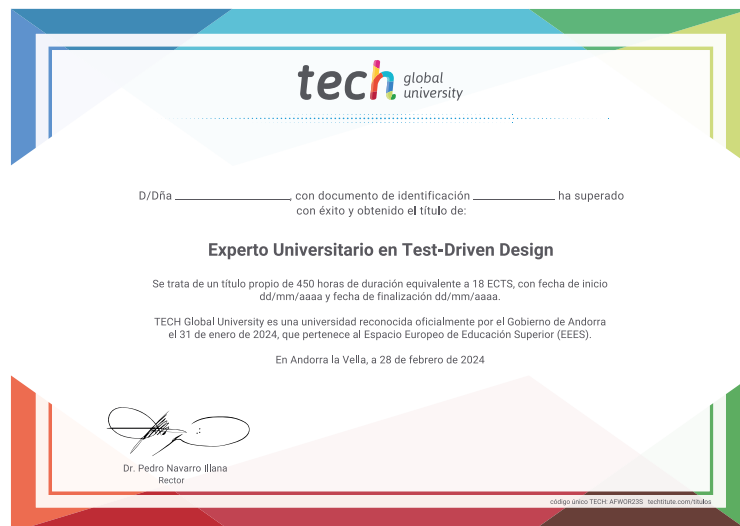 tech global university
D/Dña ______________, con documento de identificación __________ ha superado
con éxito y obtenido el título de:
Experto Universitario en Test-Driven Design
Se trata de un título propio de 450 horas de duración equivalente a 18 ECTS, con fecha de inicio
dd/mm/aaaa y fecha de finalización dd/mm/aaaa.
TECH Global University es una universidad reconocida oficialmente por el Gobierno de Andorra
el 31 de enero de 2024, que pertenece al Espacio Europeo de Educación Superior (EEES).
En Andorra la Vella, a 28 de febrero de 2024
Dr. Pedro Navarro Illana
Rector
código único TECH: AFWOR23S techtitute.com/titulos